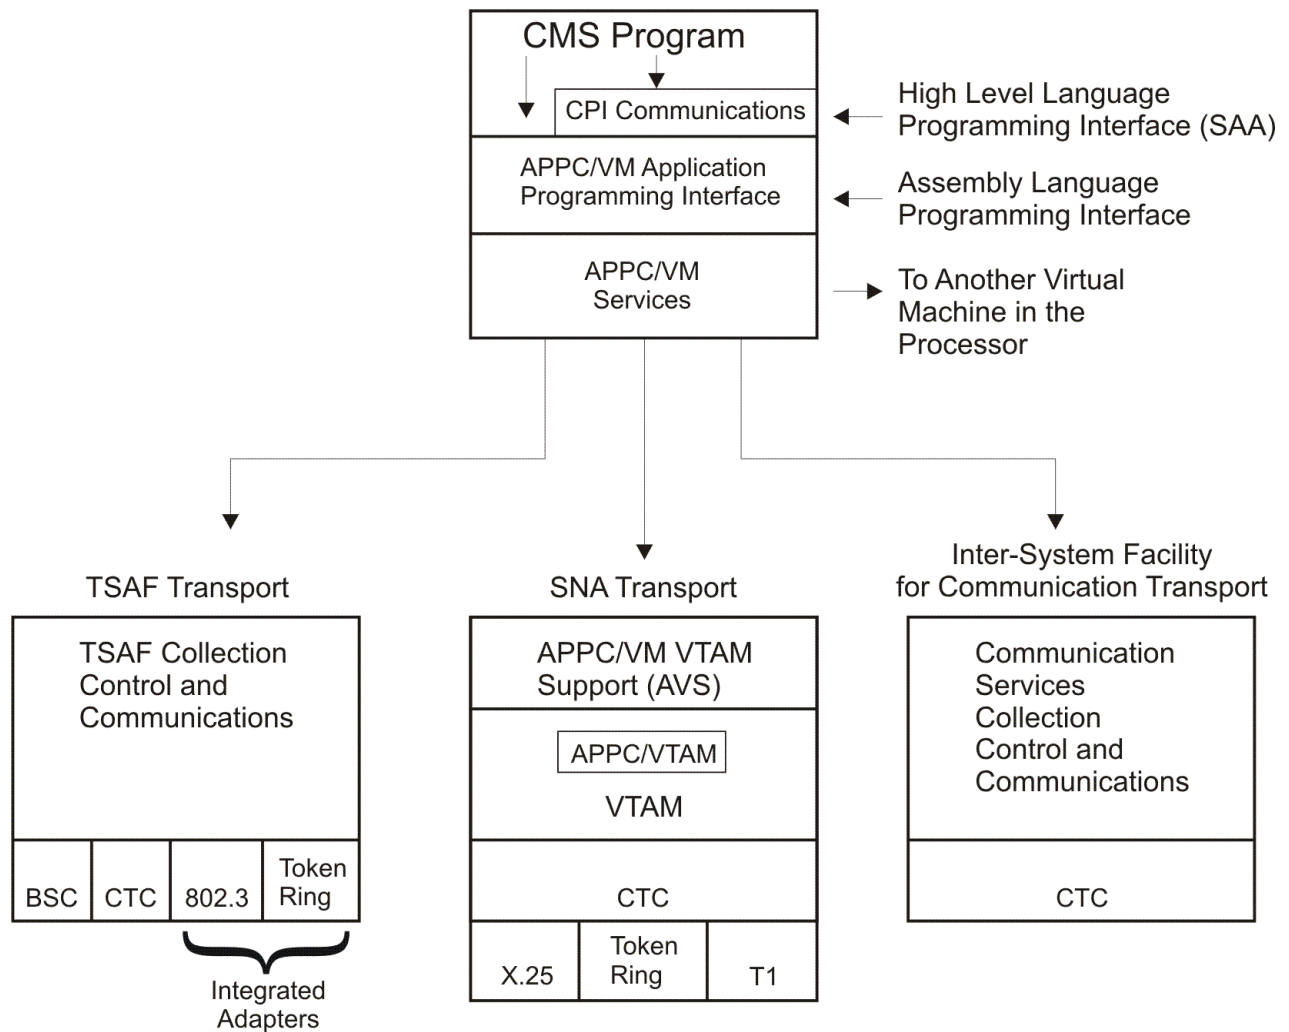 CMS Program
CPI Communications
High Level Language
Programming Interface (SAA)
APPC/VM Application
Programming Interface
Assembly Language
Programming Interface
APPC/VM
Services
To Another Virtual
Machine in the
Processor
TSAF Transport
TSAF Collection
Control and
Communications
BSC
CTC
802.3
Token
Ring
Integrated
Adapters
SNA Transport
APPC/VM VTAM
Support (AVS)
APPC/VTAM
VTAM
CTC
X.25
Token
Ring
T1
Inter-System Facility
for Communication Transport
Communication
Services
Collection
Control and
Communications
CTC